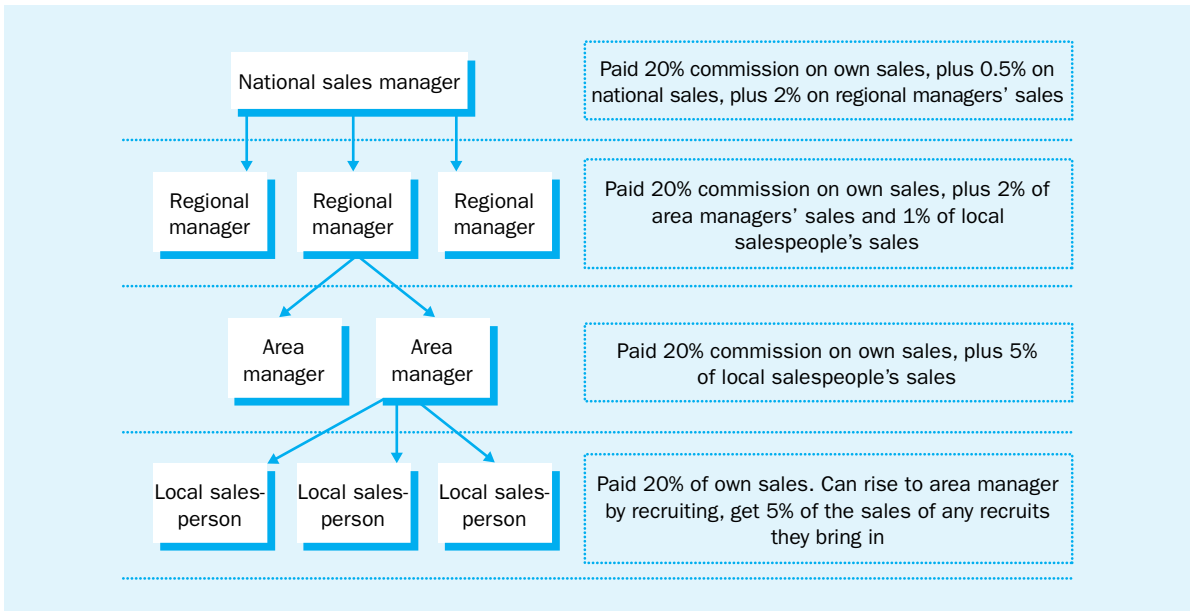 National sales manager
Paid 20% commission on own sales, plus 0.5% on
national sales, plus 2% on regional managers’ sales
Regional
manager
Regional
manager
Regional
manager
Paid 20% commission on own sales, plus 2% of
area managers’ sales and 1% of local
salespeople’s sales
Area
manager
Area
manager
Paid 20% commission on own sales, plus 5%
of local salespeople’s sales
Local sales-
person
Local sales-
person
Local sales-
person
Paid 20% of own sales. Can rise to area manager
by recruiting, get 5% of the sales of any recruits
they bring in